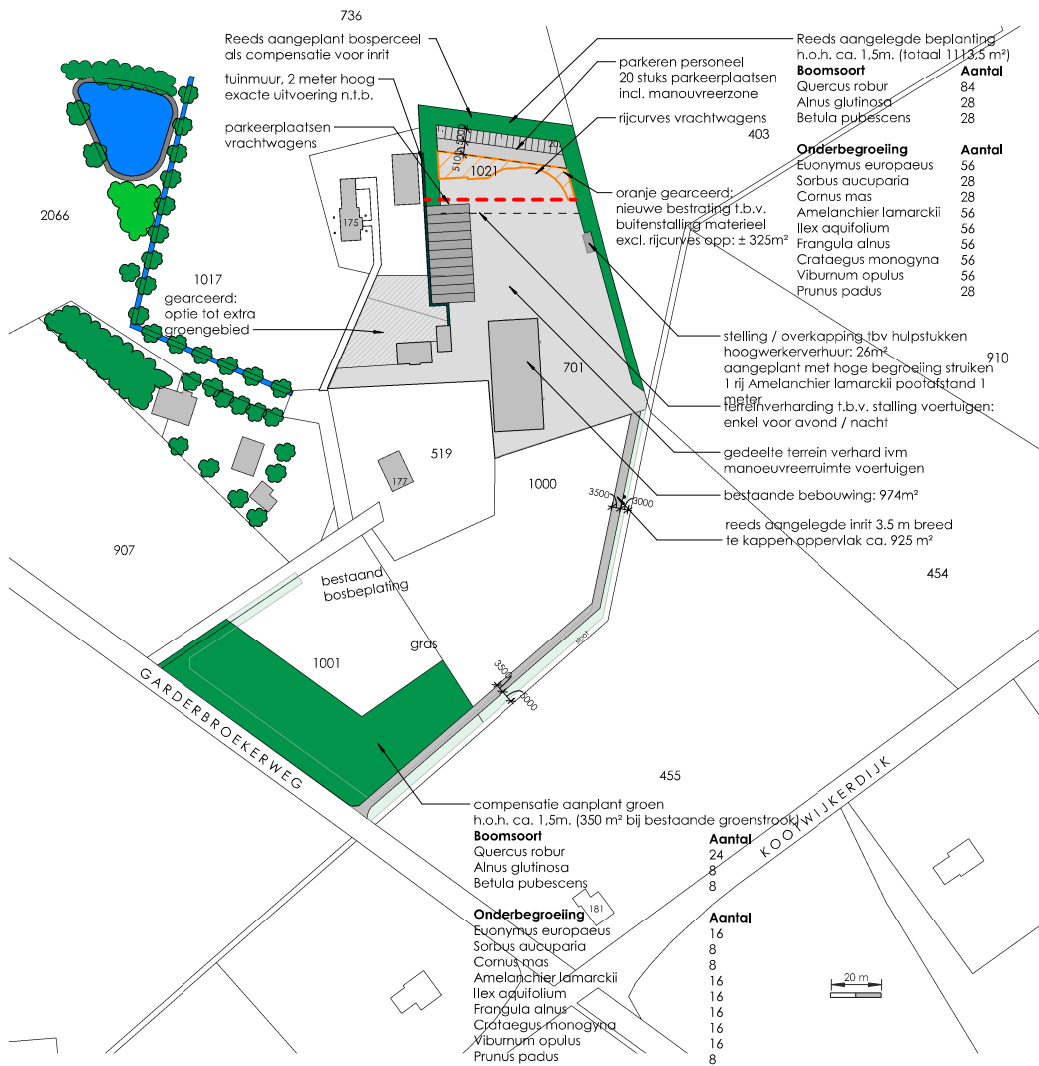 736
Reeds aangeplant bosperceel
als compensatie voor inrit
tuinmuur, 2 meter hoog
exacte uitvoering n.t.b.
parkeerplaatsen
vrachtwagens
parkeren personeel
20 stuks parkeerplaatsen
incl. manouvreerzone
rijcurves vrachtwagens
403
oranje gearceerd:
nieuwe bestrating t.b.v.
buitenstalling materieel
excl. rijcurves opp: ± 325m²
Reeds aangelegde beplanting
h.o.h. ca. 1,5m. (totaal 1113,5 m²)
Boomsoort Aantal
Quercus robur 84
Alnus glutinosa 28
Betula pubescens 28
Onderbegroeiing Aantal
Euonymus europaeus 56
Sorbus aucuparia 28
Cornus mas 28
Amelanchier lamarckii 56
Ilex aquifolium 56
Frangula alnus 56
Crataegus monogyna 56
Viburnum opulus 56
Prunus padus 28
5000
5100
20
1021
175
2066
1017
gearceerd:
optie tot extra
groengebied
stelling / overkapping tbv hulpstukken
hoogwerkerverhuur: 26m²
aangeplant met hoge begroeiing struiken
1 rij Amelanchier lamarckii pootafstand 1
meter
910
terreinverharding t.b.v. stalling voertuigen:
enkel voor avond / nacht
gedeelte terrein verhard ivm
manoeuvreerruimte voertuigen
bestaande bebouwing: 974m²
reeds aangelegde inrit 3.5 m breed
te kappen oppervlak ca. 925 m²
701
519
177
1000
3500
3000
907
454
bestaand
bosbeplating
gras
1001
sloot
3500
5000
GARDERBROEKERWEG
455
KOOTWIJKERDIJK
compensatie aanplant groen
h.o.h. ca. 1,5m. (350 m² bij bestaande groenstrook)
Boomsoort Aantal
Quercus robur 24
Alnus glutinosa 8
Betula pubescens 8
181
Onderbegroeiing Aantal
Euonymus europaeus 16
Sorbus aucuparia 8
Cornus mas 8
Amelanchier lamarckii 16
Ilex aquifolium 16
Frangula alnus 16
Crataegus monogyna 16
Viburnum opulus 16
Prunus padus 8
20 m